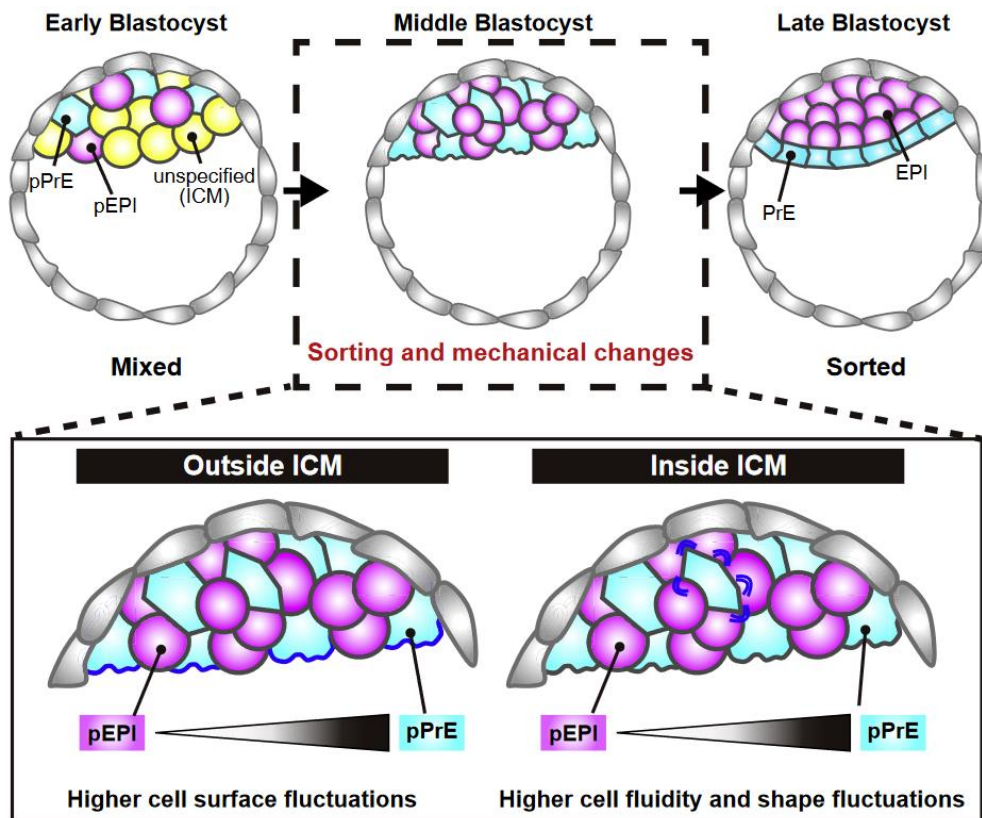 Early Blastocyst
Middle Blastocyst
Late Blastocyst
pPrE
pEPI
unspecified
(ICM)
EPI
PrE
Mixed
Sorting and mechanical changes
Sorted
Outside ICM
Inside ICM
pEPI
pPrE
pEPI
pPrE
Higher cell surface fluctuations
Higher cell fluidity and shape fluctuations